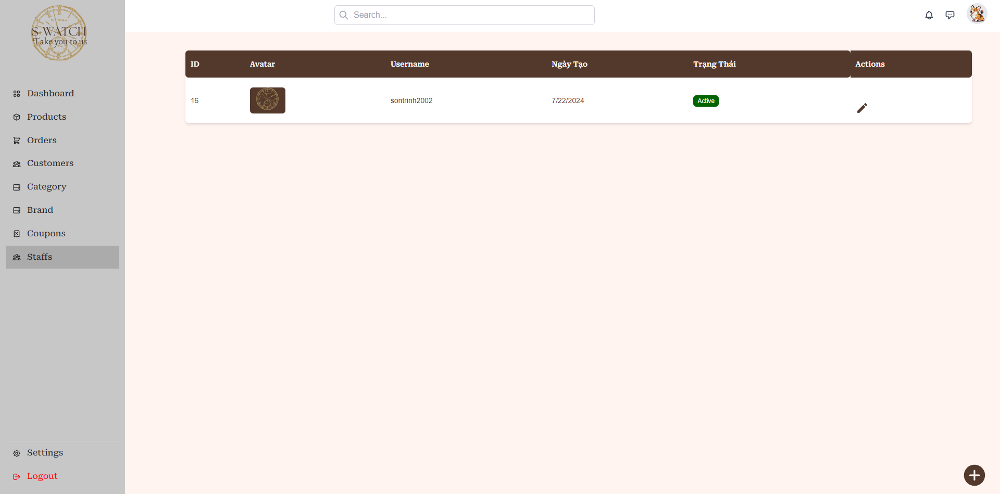 S WATCH
Take you to us
Search...
Dashboard
Products
Orders
Customers
Category
Brand
Coupons
Staffs
Settings
Logout
ID Avatar Username Ngày Tạo Trạng Thái Actions
16 sontrinh2002 7/22/2024 Active